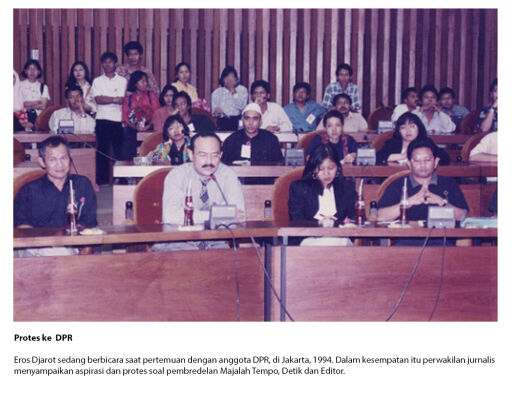 Protes ke DPR
Eros Djarot sedang berbicara saat pertemuan dengan anggota DPR, di Jakarta, 1994. Dalam kesempatan itu perwakilan jurnalis
menyampaikan aspirasi dan protes soal pembredelan Majalah Tempo, Detik dan Editor.